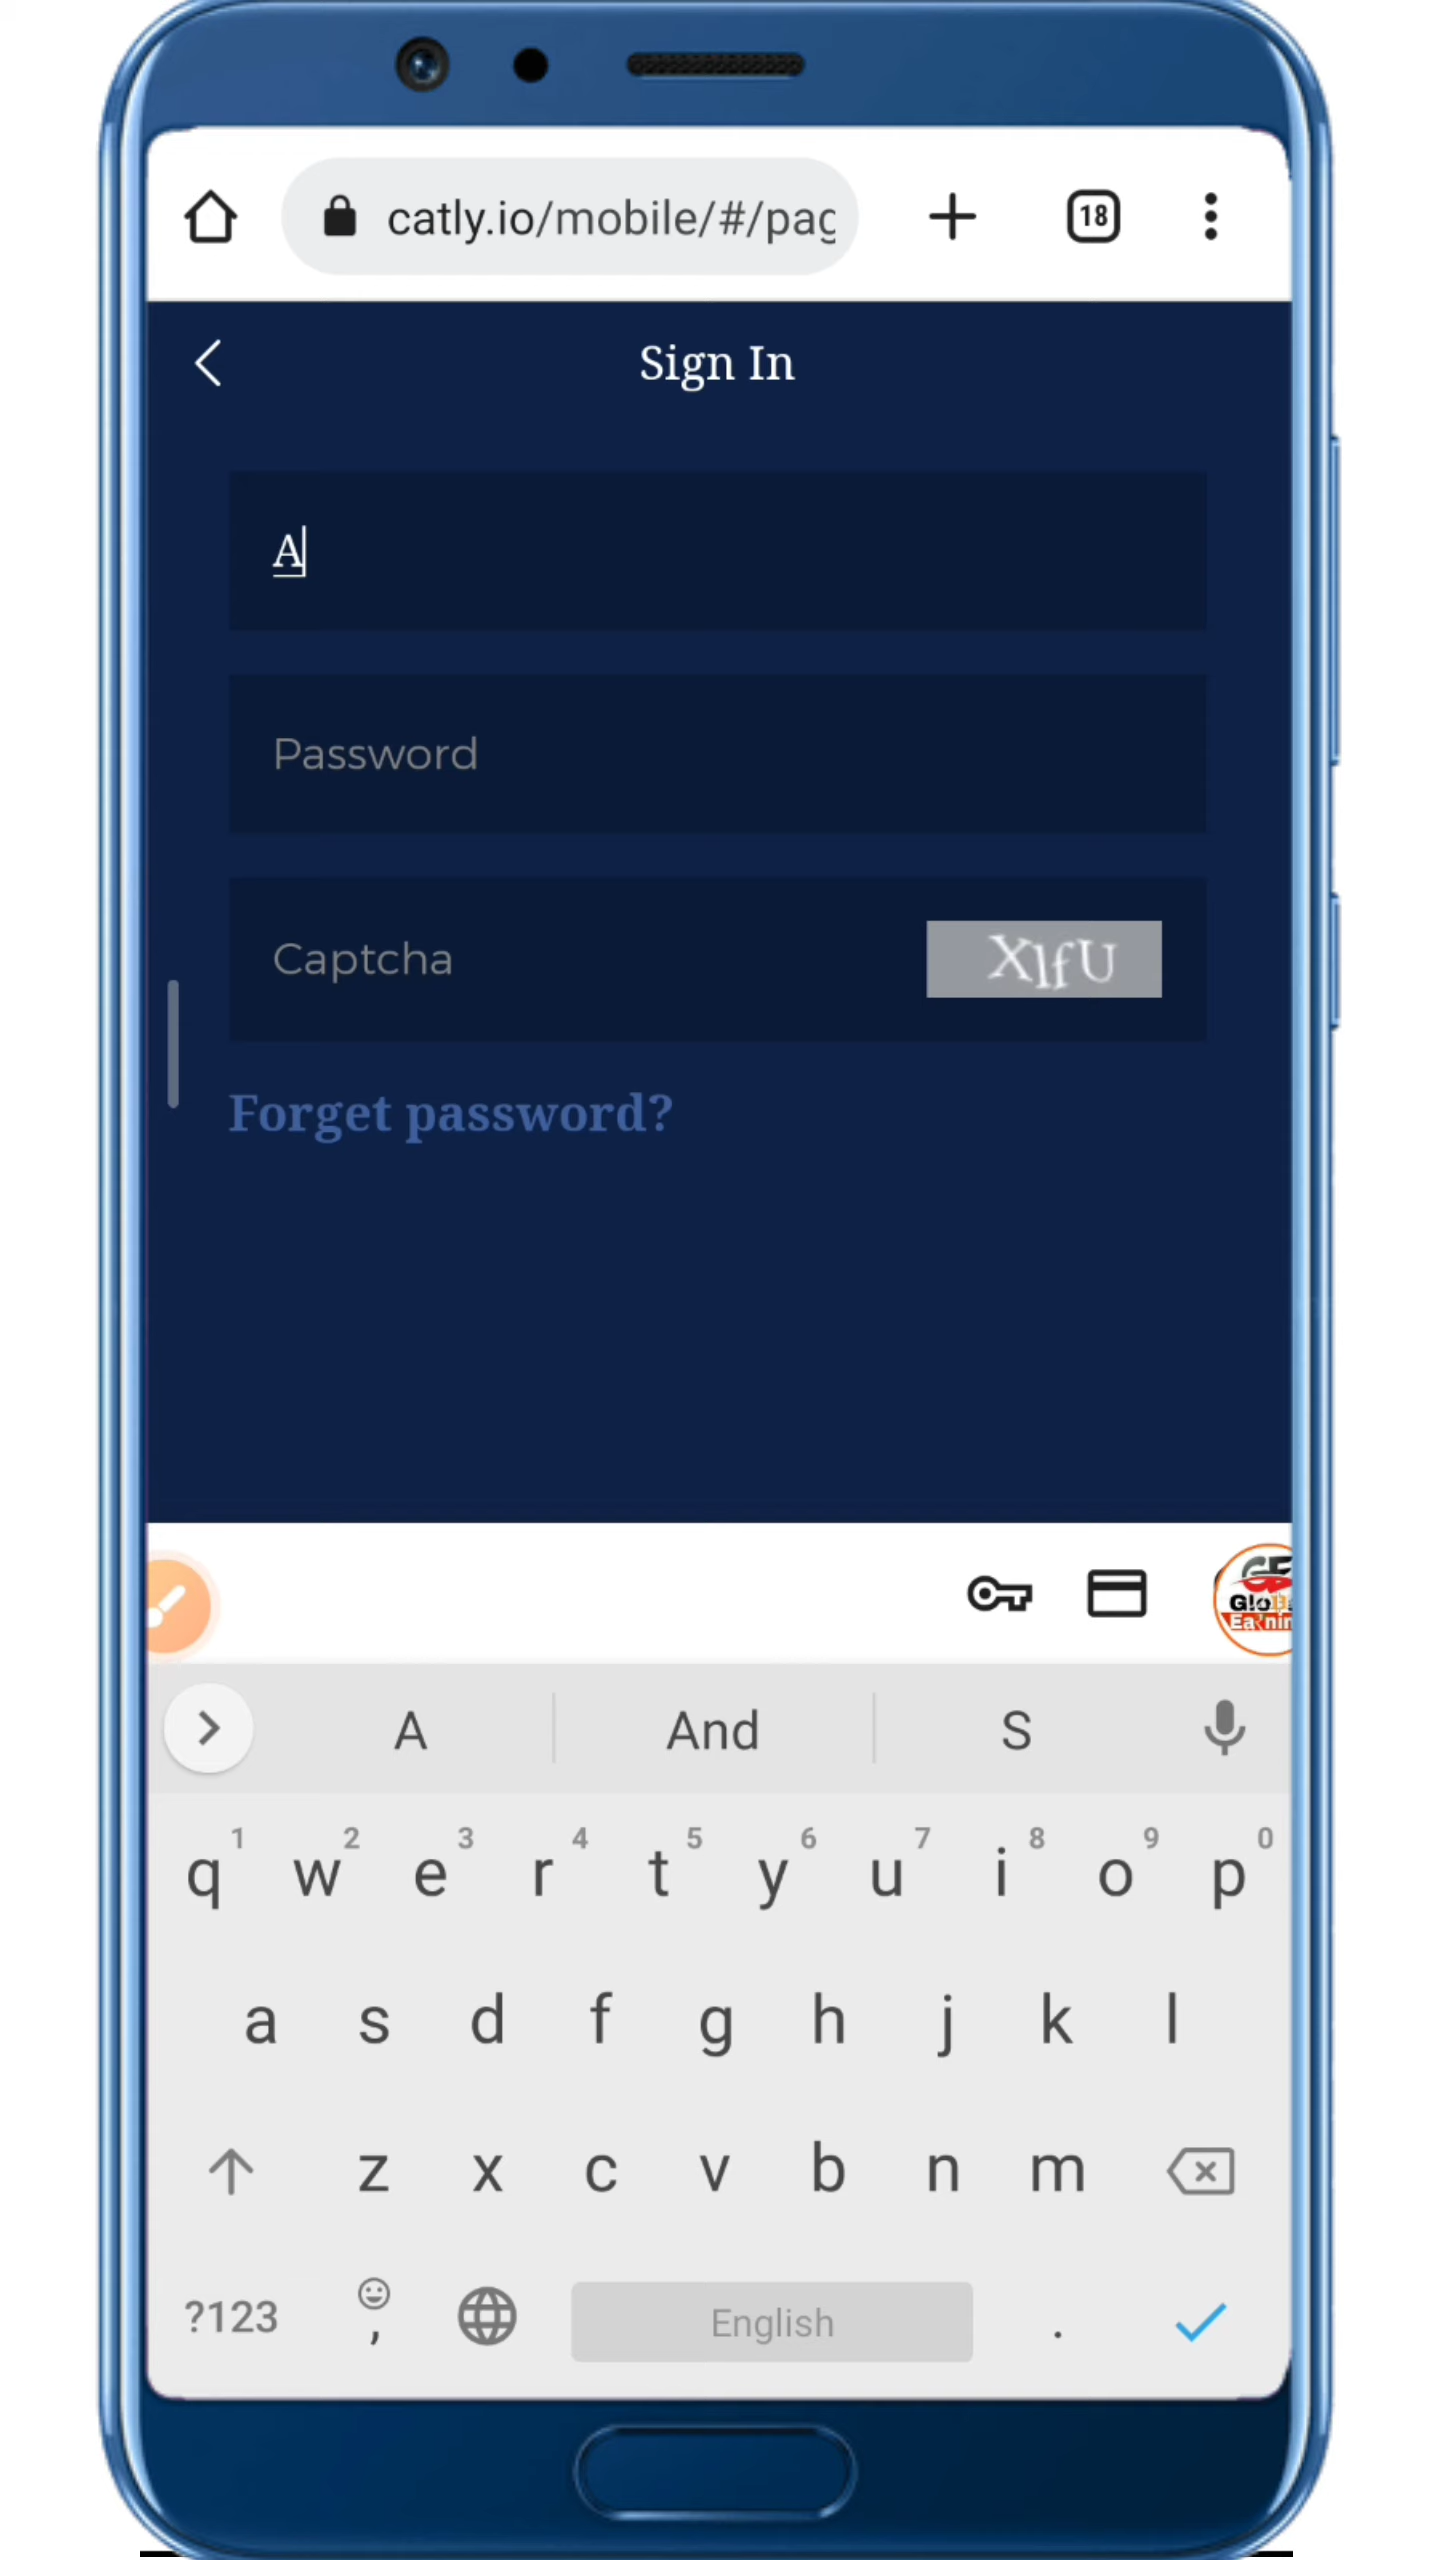 catly.io/mobile/#/pag
18
Sign In
A
Password
Captcha
XlfU
Forget password?
A And S
1 2 3 4 5 6 7 8 9 0
q w e r t y u i o p
a s d f g h j k l
z x c v b n m
?123 , English .